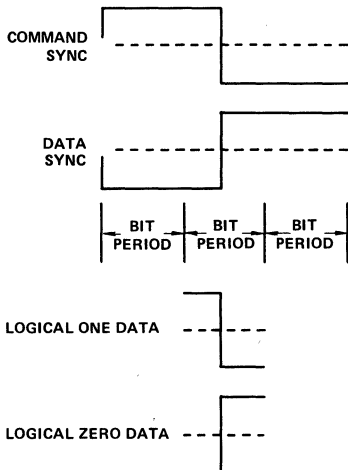 COMMAND
SYNC
DATA
SYNC
BIT
PERIOD
BIT
PERIOD
BIT
PERIOD
LOGICAL ONE DATA
LOGICAL ZERO DATA